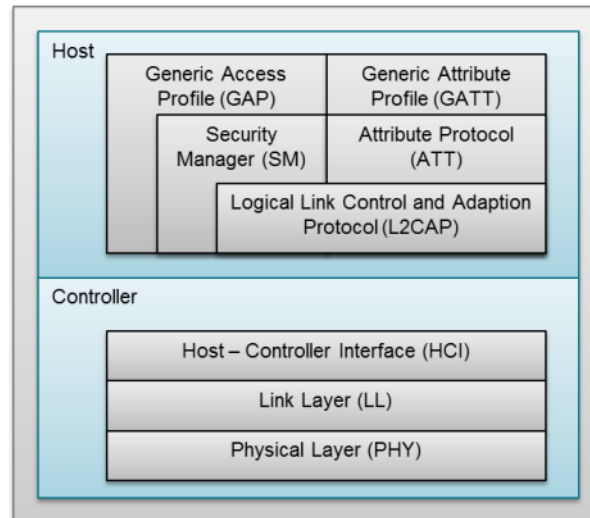 Host
Generic Access
Profile (GAP)
Generic Attribute
Profile (GATT)
Security
Manager (SM)
Attribute Protocol
(ATT)
Logical Link Control and Adaption
Protocol (L2CAP)
Controller
Host – Controller Interface (HCI)
Link Layer (LL)
Physical Layer (PHY)